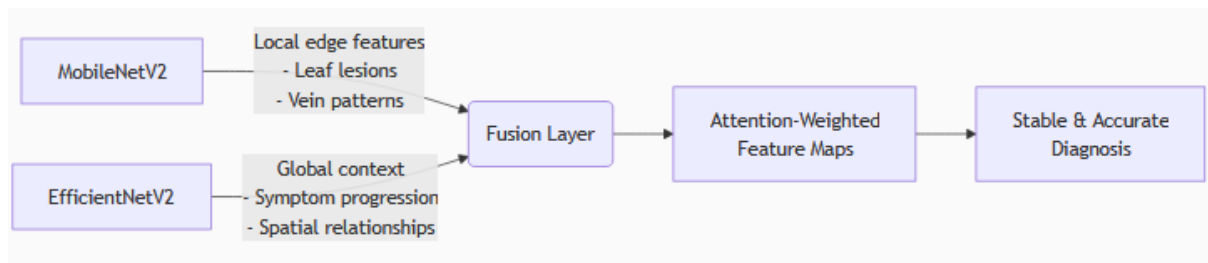 MobileNetV2
Local edge features
- Leaf lesions
- Vein patterns
EfficientNetV2
Global context
- Symptom progression
- Spatial relationships
Fusion Layer
Attention-Weighted
Feature Maps
Stable & Accurate
Diagnosis